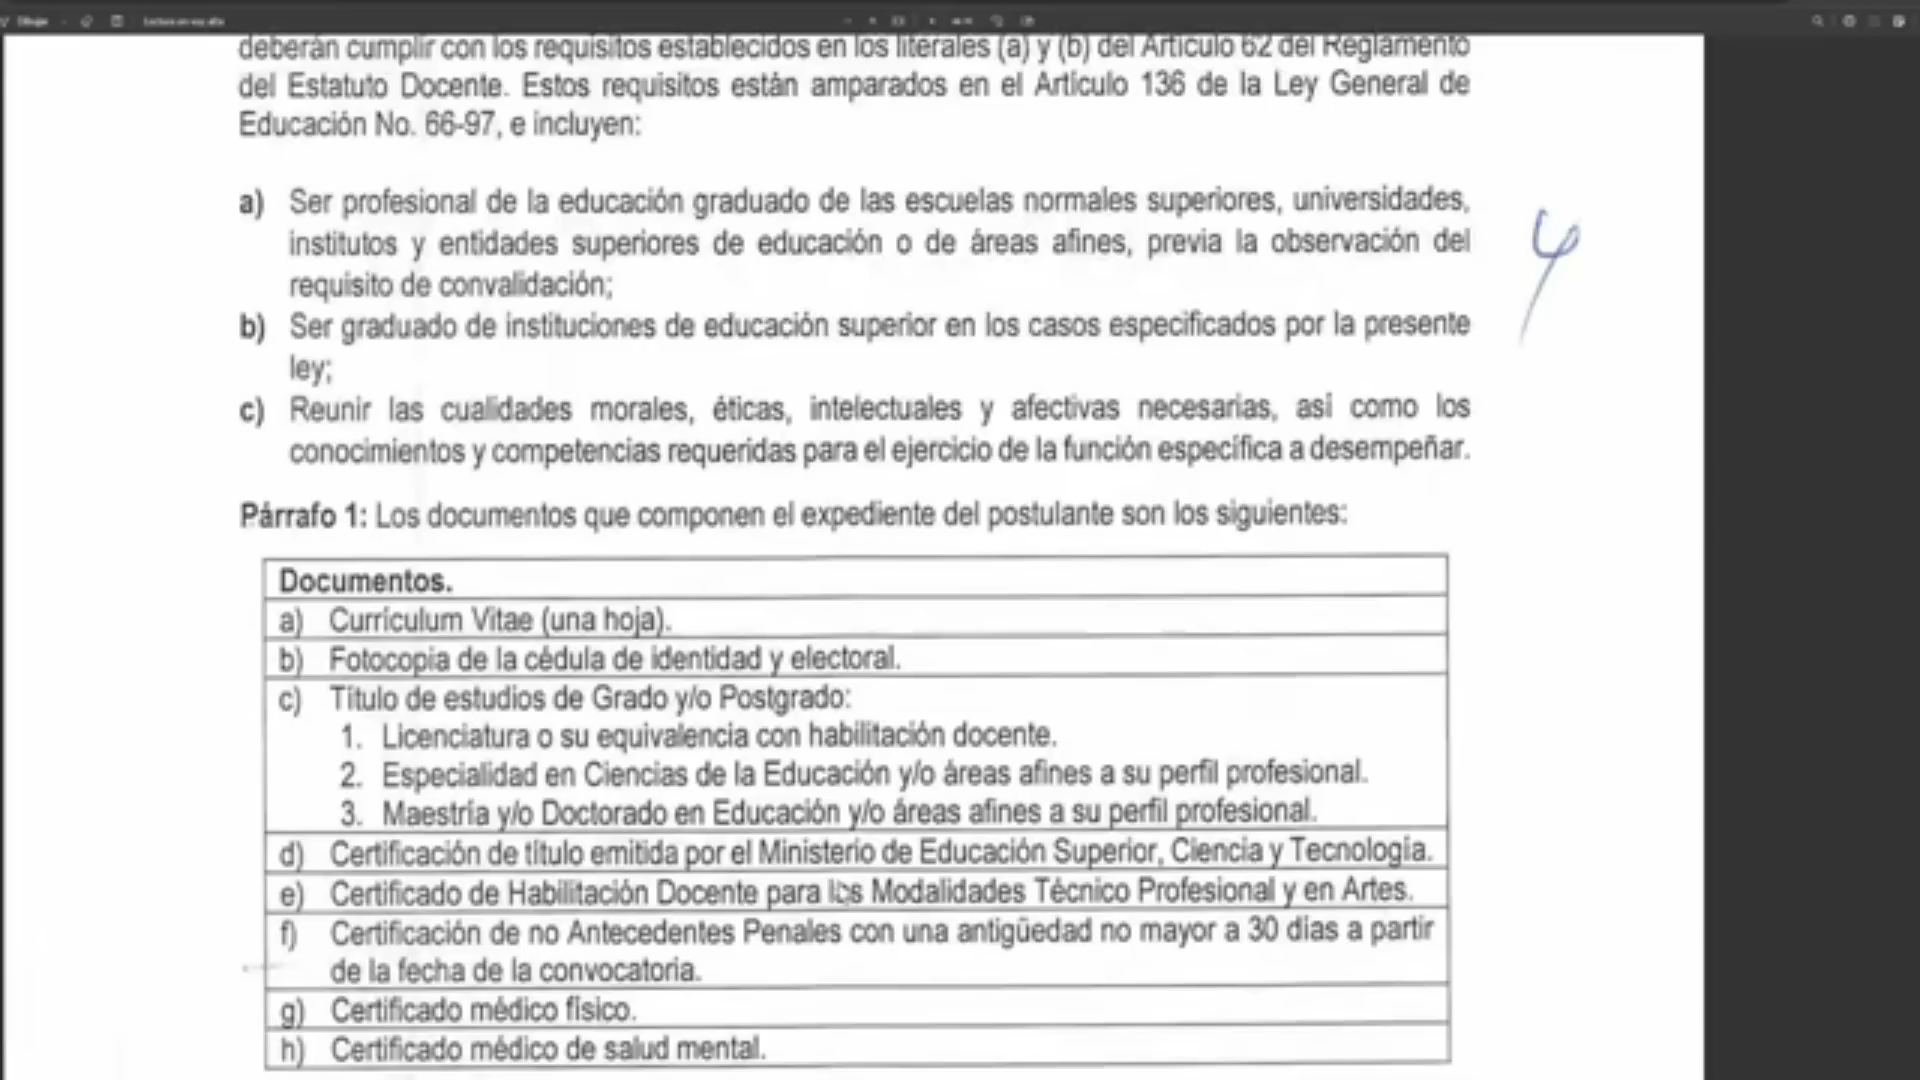 deberán cumplir con los requisitos establecidos en los literales (a) y (b) del Artículo 62 del Reglamento
del Estatuto Docente. Estos requisitos están amparados en el Artículo 136 de la Ley General de
Educación No. 66-97, e incluyen:
a) Ser profesional de la educación graduado de las escuelas normales superiores, universidades,
institutos y entidades superiores de educación o de áreas afines, previa la observación del
requisito de convalidación;
b) Ser graduado de instituciones de educación superior en los casos especificados por la presente
ley;
c) Reunir las cualidades morales, éticas, intelectuales y afectivas necesarias, así como los
conocimientos y competencias requeridas para el ejercicio de la función específica a desempeñar.
Párrafo 1: Los documentos que componen el expediente del postulante son los siguientes:
Documentos.
a) Currículum Vitae (una hoja).
b) Fotocopia de la cédula de identidad y electoral.
c) Título de estudios de Grado y/o Postgrado:
1. Licenciatura o su equivalencia con habilitación docente.
2. Especialidad en Ciencias de la Educación y/o áreas afines a su perfil profesional.
3. Maestría y/o Doctorado en Educación y/o áreas afines a su perfil profesional.
d) Certificación de título emitida por el Ministerio de Educación Superior, Ciencia y Tecnología.
e) Certificado de Habilitación Docente para las Modalidades Técnico Profesional y en Artes.
f) Certificación de no Antecedentes Penales con una antigüedad no mayor a 30 días a partir
de la fecha de la convocatoria.
g) Certificado médico físico.
h) Certificado médico de salud mental.